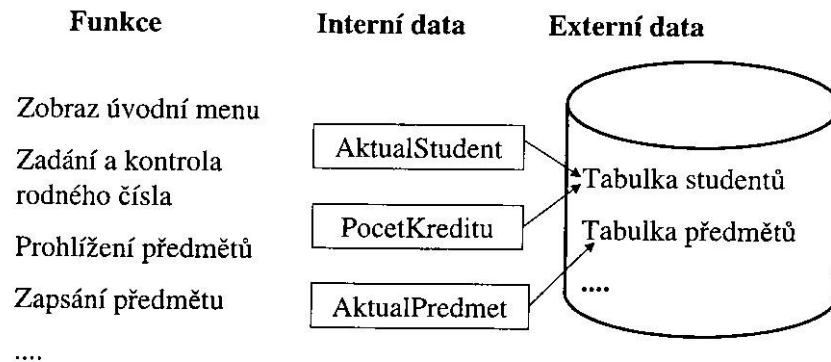 Funkce
Interní data
Externí data
Zobraz úvodní menu
Zadání a kontrola
rodného čísla
Prohlížení předmětů
Zapsání předmětu
....
AktualStudent
PocetKreditu
AktualPredmet
Tabulka studentů
Tabulka předmětů
....